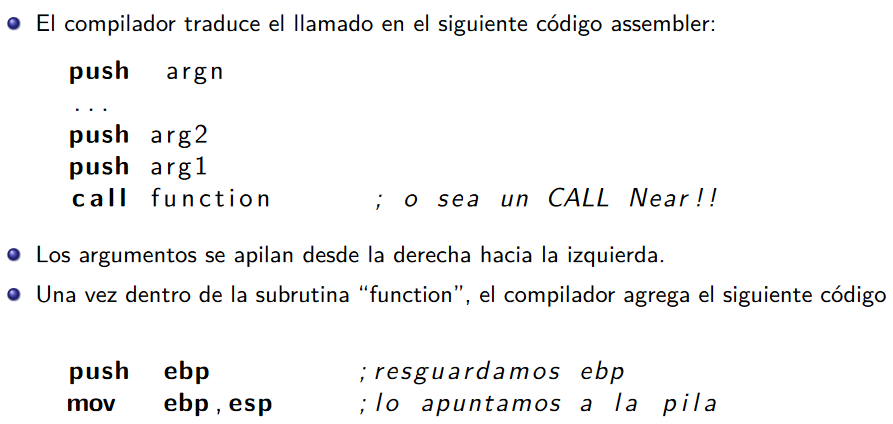 El compilador traduce el llamado en el siguiente código assembler:
push argn
...
push arg2
push arg1
call function ; o sea un CALL Near!!
Los argumentos se apilan desde la derecha hacia la izquierda.
Una vez dentro de la subrutina “function”, el compilador agrega el siguiente código
push ebp ;resguardamos ebp
mov ebp,esp ;lo apuntamos a la pila